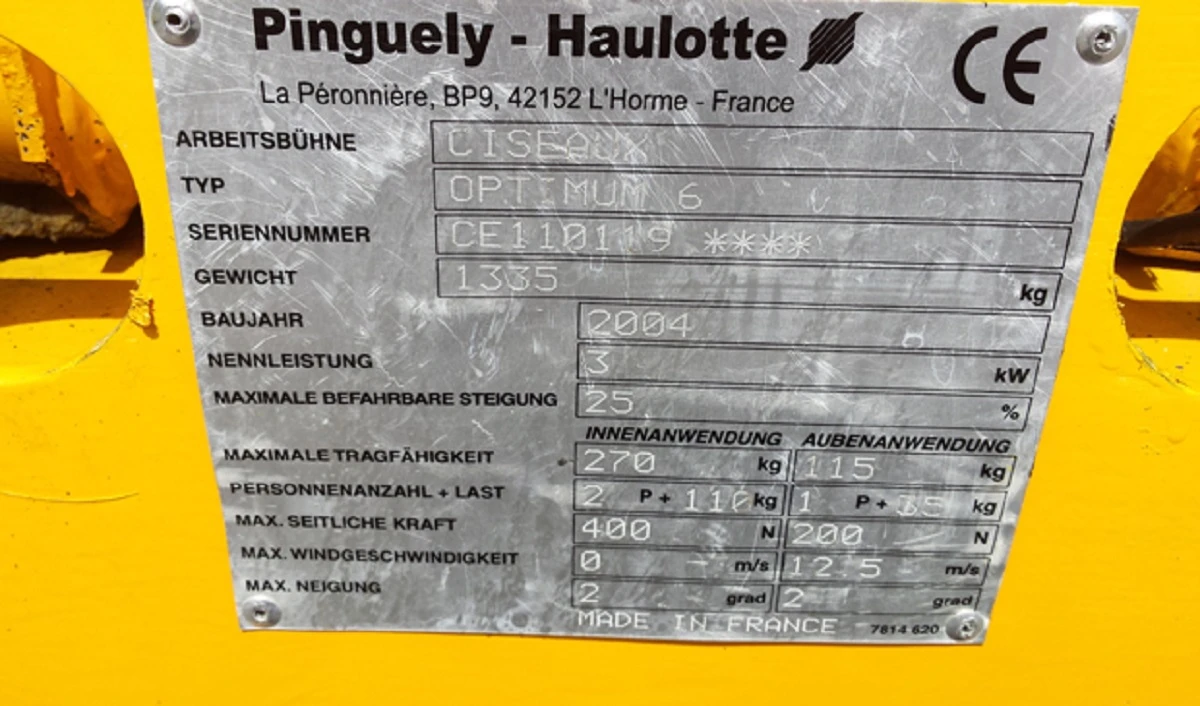 Pinguely - Haulotte
CE
La Péronnière, BP9, 42152 L'Horme - France
ARBEITSBÜHNE CISEAUX
TYP OPTIMUM 6
SERIENNUMMER CE110119 ****
GEWICHT 1335 kg
BAUJAHR 2004
NENNLEISTUNG 3 kW
MAXIMALE BEFAHRBARE STEIGUNG 25 %
INNENANWENDUNG AUBENANWENDUNG
MAXIMALE TRAGFÄHIGKEIT 270 kg 115 kg
PERSONNENANZAHL + LAST 2 P + 110 kg 1 P + 35 kg
MAX. SEITLICHE KRAFT 400 N 200 N
MAX. WINDGESCHWINDIGKEIT 0 m/s 12.5 m/s
MAX. NEIGUNG 2 grad 2 grad
MADE IN FRANCE 7814 620